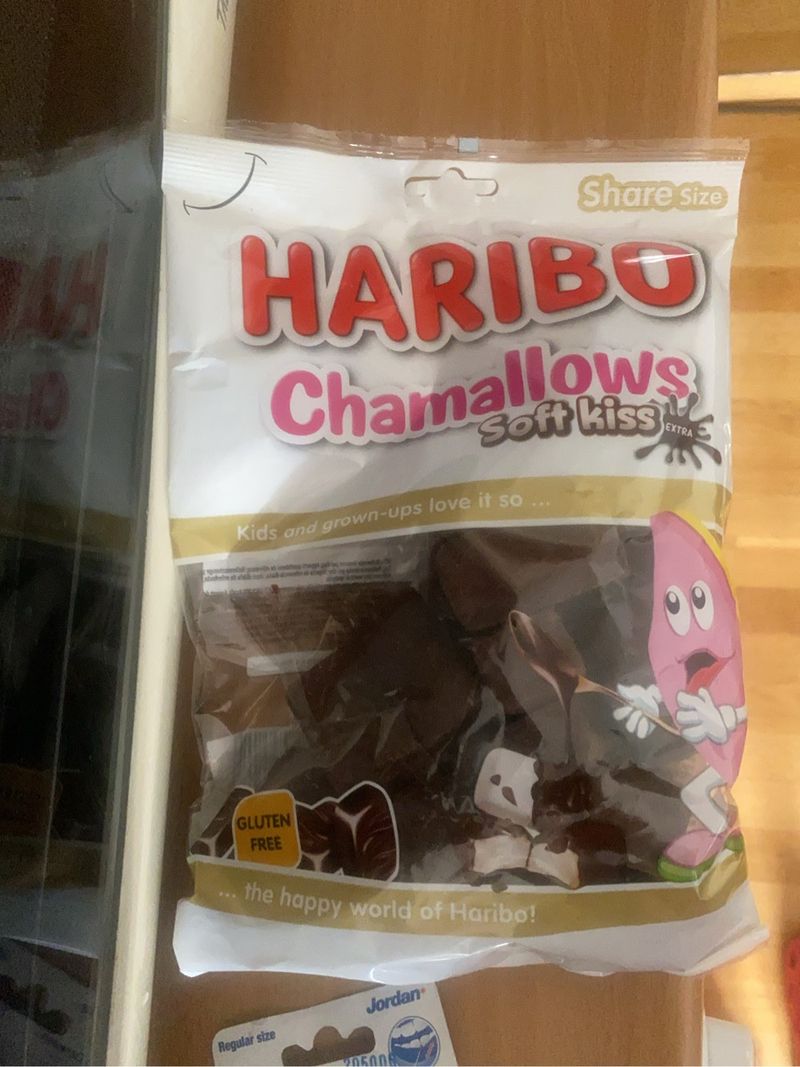 Share Size
HARIBO
Chamallows
Soft kiss
EXTRA
Kids and grown-ups love it so ...
GLUTEN
FREE
... the happy world of Haribo!
Jordan
Regular size